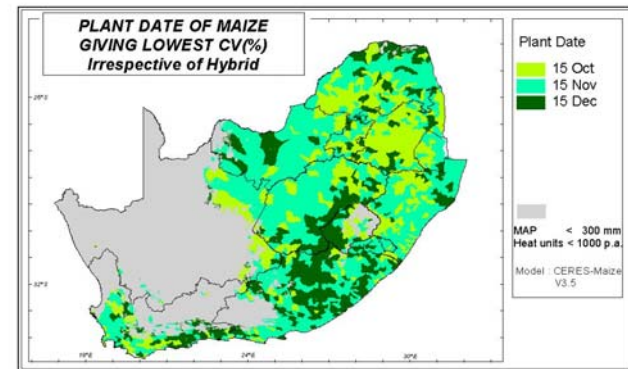 PLANT DATE OF MAIZE
GIVING LOWEST CV(%)
Irrespective of Hybrid
Plant Date
15 Oct
15 Nov
15 Dec
MAP < 300 mm
Heat units < 1000 p.a.
Model : CERES-Maize
V3.5